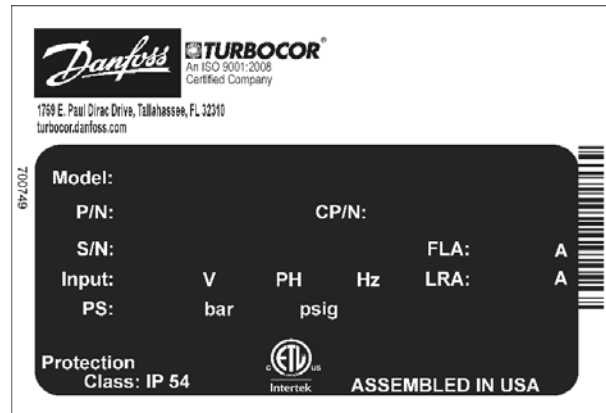 Danfoss TURBOCOR®
An ISO 9001:2008
Certified Company
1769 E. Paul Dirac Drive, Tallahassee, FL 32310
turbocor.danfoss.com
700749
Model:
P/N: CP/N:
S/N: FLA: A
Input: V PH Hz LRA: A
PS: bar psig
Protection
Class: IP 54
C ETL US
Intertek
ASSEMBLED IN USA